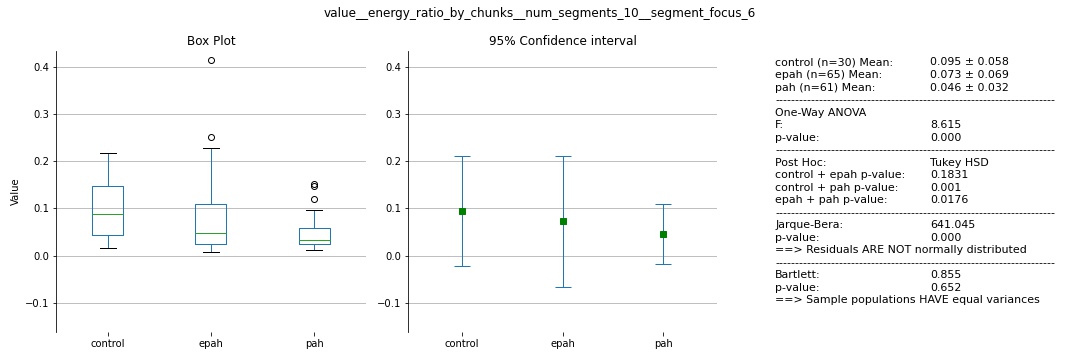 value__energy_ratio_by_chunks__num_segments_10__segment_focus_6
Box Plot
0.4
0.3
0.2
0.1
0.0
−0.1
Value
control
epah
pah
95% Confidence interval
0.4
0.3
0.2
0.1
0.0
−0.1
control
epah
pah
control (n=30) Mean: 0.095 ± 0.058
epah (n=65) Mean: 0.073 ± 0.069
pah (n=61) Mean: 0.046 ± 0.032
One-Way ANOVA
F: 8.615
p-value: 0.000
Post Hoc: Tukey HSD
control + epah p-value: 0.1831
control + pah p-value: 0.001
epah + pah p-value: 0.0176
Jarque-Bera: 641.045
p-value: 0.000
==> Residuals ARE NOT normally distributed
Bartlett: 0.855
p-value: 0.652
==> Sample populations HAVE equal variances